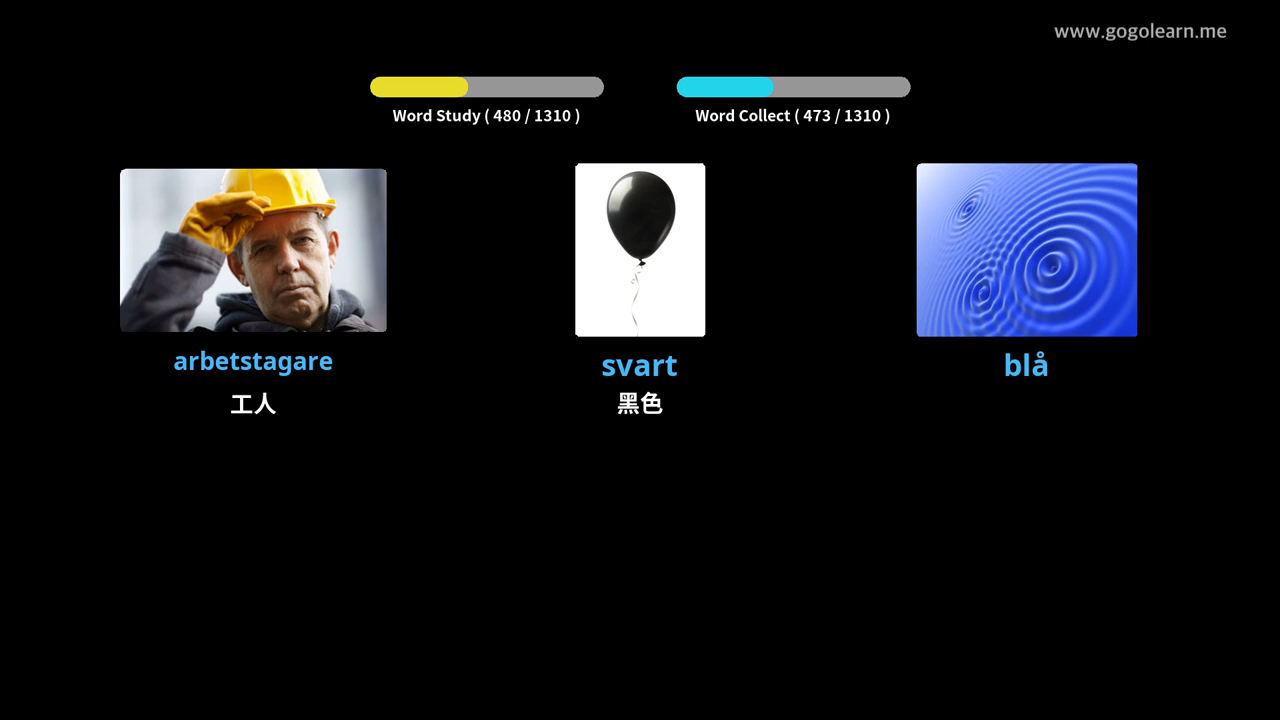 www.gogolearn.me
Word Study ( 480 / 1310 )
Word Collect ( 473 / 1310 )
arbetstagare
工人
svart
黑色
blå